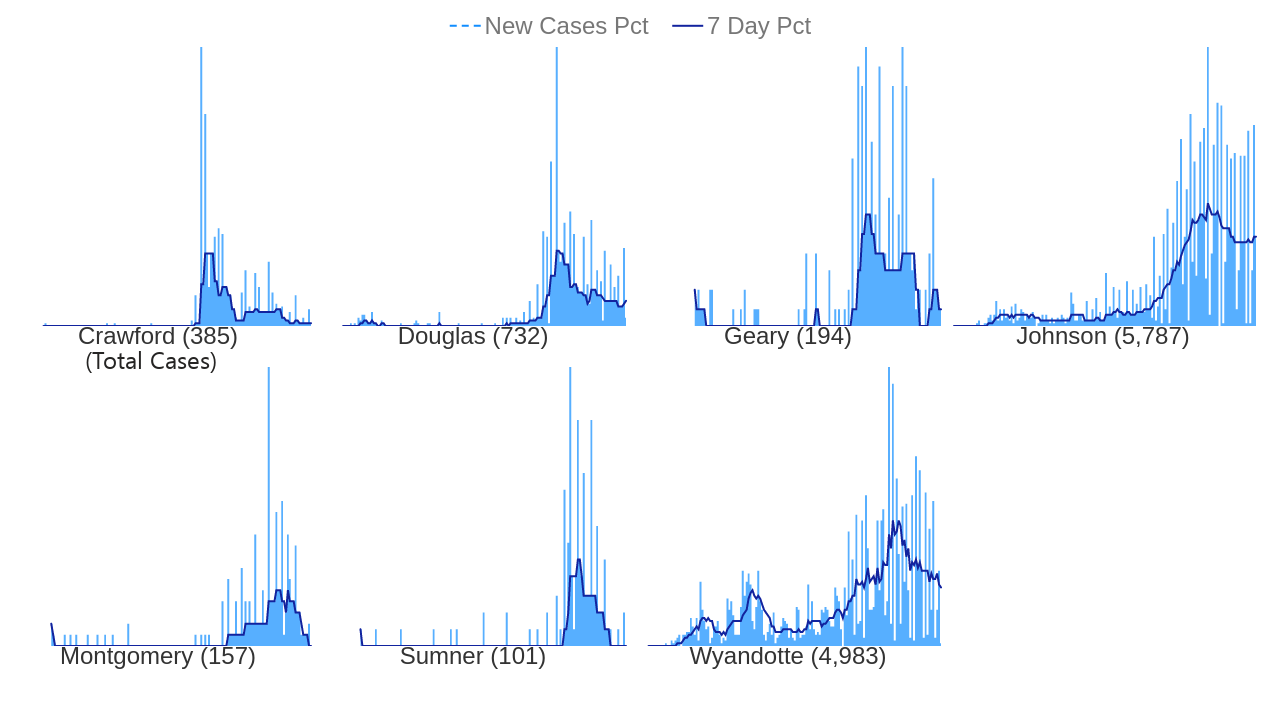 New Cases Pct 7 Day Pct
Crawford (385) Douglas (732) Geary (194) Johnson (5,787)
(Total Cases)
Montgomery (157) Sumner (101) Wyandotte (4,983)